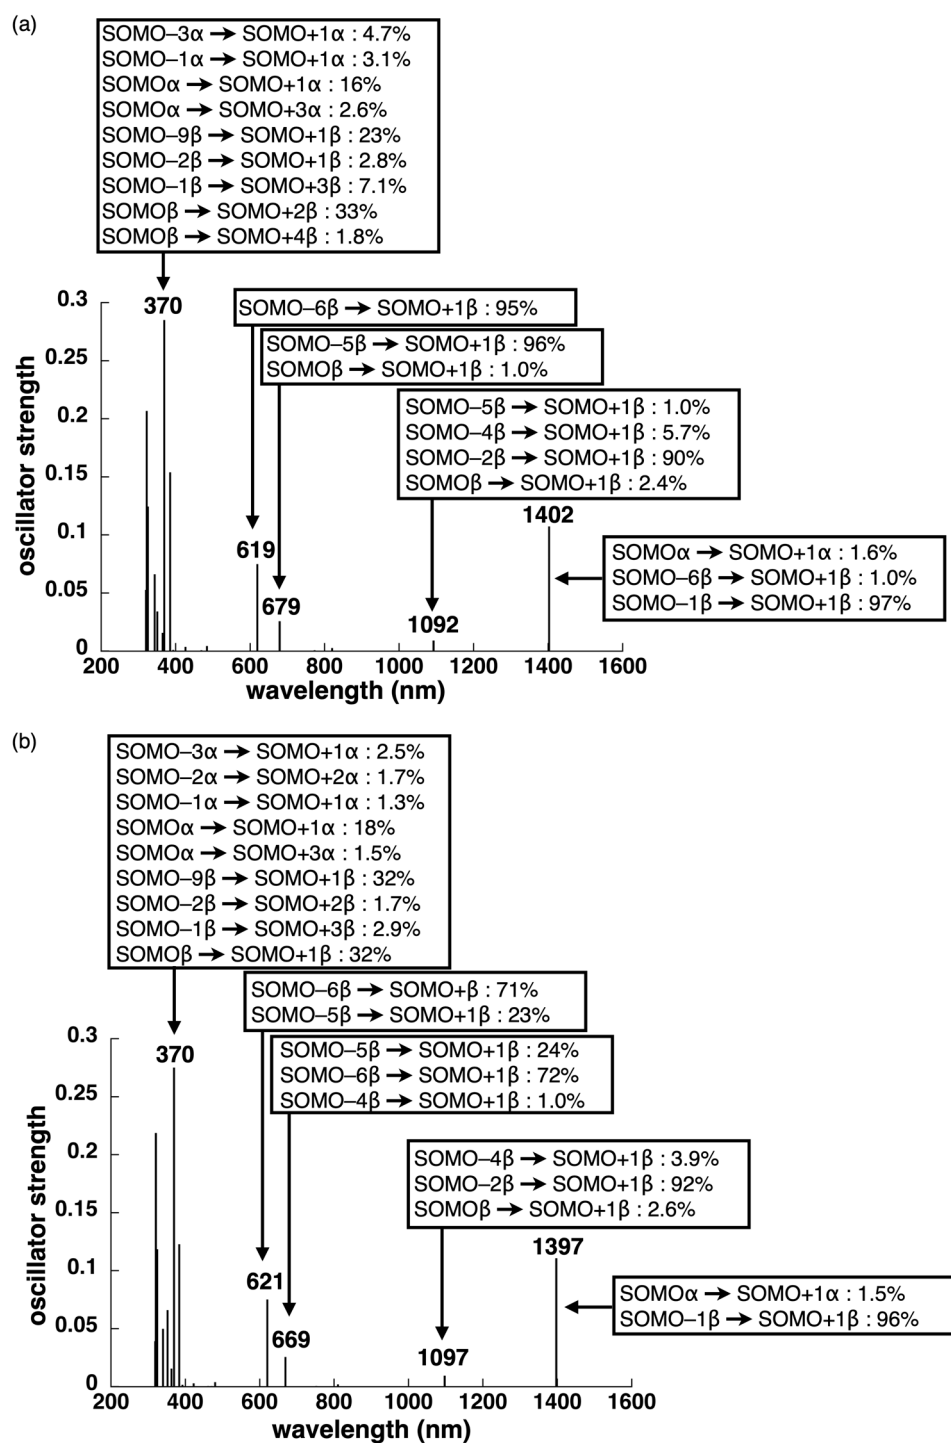 (a)
SOMO–3α → SOMO+1α : 4.7%
SOMO–1α → SOMO+1α : 3.1%
SOMOα → SOMO+1α : 16%
SOMOα → SOMO+3α : 2.6%
SOMO–9β → SOMO+1β : 23%
SOMO–2β → SOMO+1β : 2.8%
SOMO–1β → SOMO+3β : 7.1%
SOMOβ → SOMO+2β : 33%
SOMOβ → SOMO+4β : 1.8%
370
SOMO–6β → SOMO+1β : 95%
SOMO–5β → SOMO+1β : 96%
SOMOβ → SOMO+1β : 1.0%
SOMO–5β → SOMO+1β : 1.0%
SOMO–4β → SOMO+1β : 5.7%
SOMO–2β → SOMO+1β : 90%
SOMOβ → SOMO+1β : 2.4%
1402
SOMOα → SOMO+1α : 1.6%
SOMO–6β → SOMO+1β : 1.0%
SOMO–1β → SOMO+1β : 97%
619
679
1092
0.3
0.25
0.2
0.15
0.1
0.05
0
oscillator strength
200 400 600 800 1000 1200 1400 1600
wavelength (nm)
(b)
SOMO–3α → SOMO+1α : 2.5%
SOMO–2α → SOMO+2α : 1.7%
SOMO–1α → SOMO+1α : 1.3%
SOMOα → SOMO+1α : 18%
SOMOα → SOMO+3α : 1.5%
SOMO–9β → SOMO+1β : 32%
SOMO–2β → SOMO+2β : 1.7%
SOMO–1β → SOMO+3β : 2.9%
SOMOβ → SOMO+1β : 32%
370
SOMO–6β → SOMO+β : 71%
SOMO–5β → SOMO+1β : 23%
SOMO–5β → SOMO+1β : 24%
SOMO–6β → SOMO+1β : 72%
SOMO–4β → SOMO+1β : 1.0%
SOMO–4β → SOMO+1β : 3.9%
SOMO–2β → SOMO+1β : 92%
SOMOβ → SOMO+1β : 2.6%
1397
SOMOα → SOMO+1α : 1.5%
SOMO–1β → SOMO+1β : 96%
621
669
1097
0.3
0.25
0.2
0.15
0.1
0.05
0
oscillator strength
200 400 600 800 1000 1200 1400 1600
wavelength (nm)